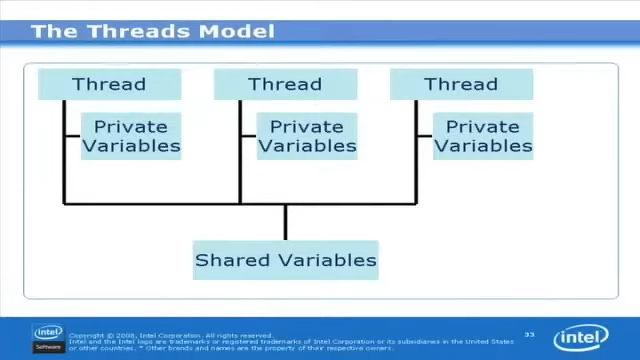 The Threads Model
Thread
Thread
Thread
Private
Variables
Private
Variables
Private
Variables
Shared Variables
intel
Software
Copyright © 2008, Intel Corporation. All rights reserved.
Intel and the Intel logo are trademarks or registered trademarks of Intel Corporation or its subsidiaries in the United States
or other countries. * Other brands and names are the property of their respective owners.
33
intel